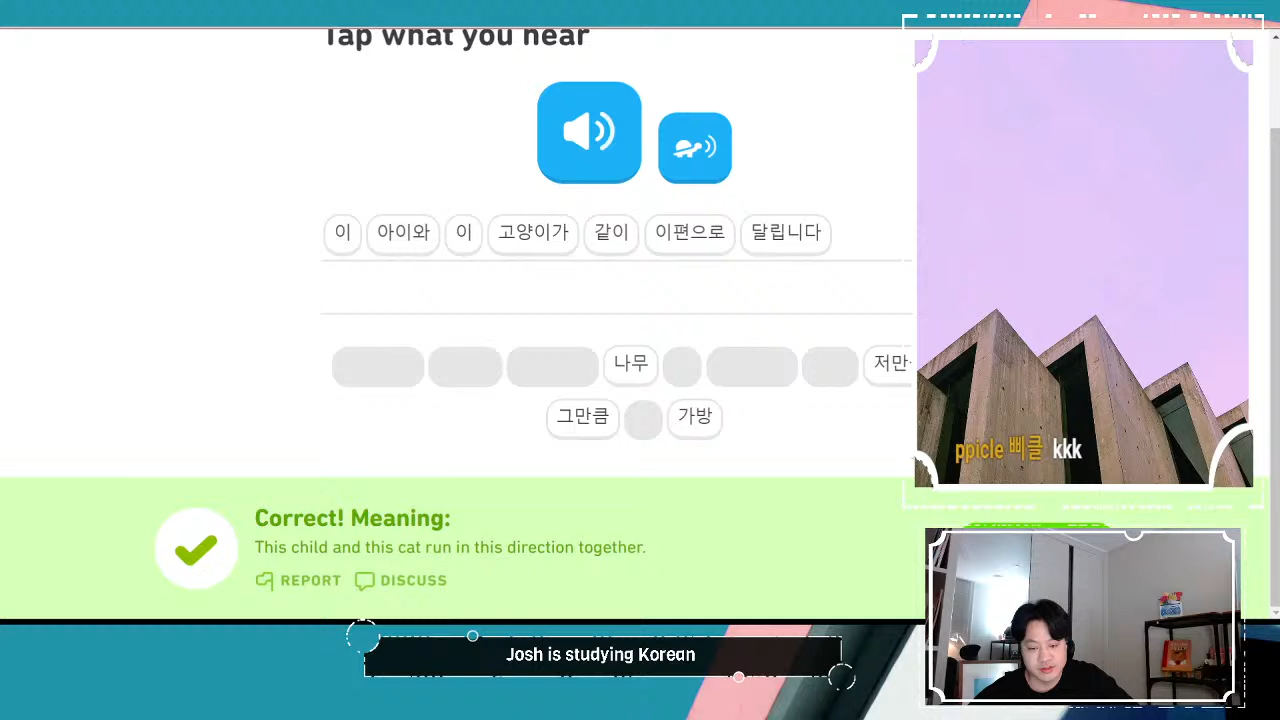 Tap what you hear
이 아이와 이 고양이가 같이 이편으로 달립니다
나무 저만
그만큼 가방
ppicle 삐클 kkk
Correct! Meaning:
This child and this cat run in this direction together.
REPORT DISCUSS
Josh is studying Korean